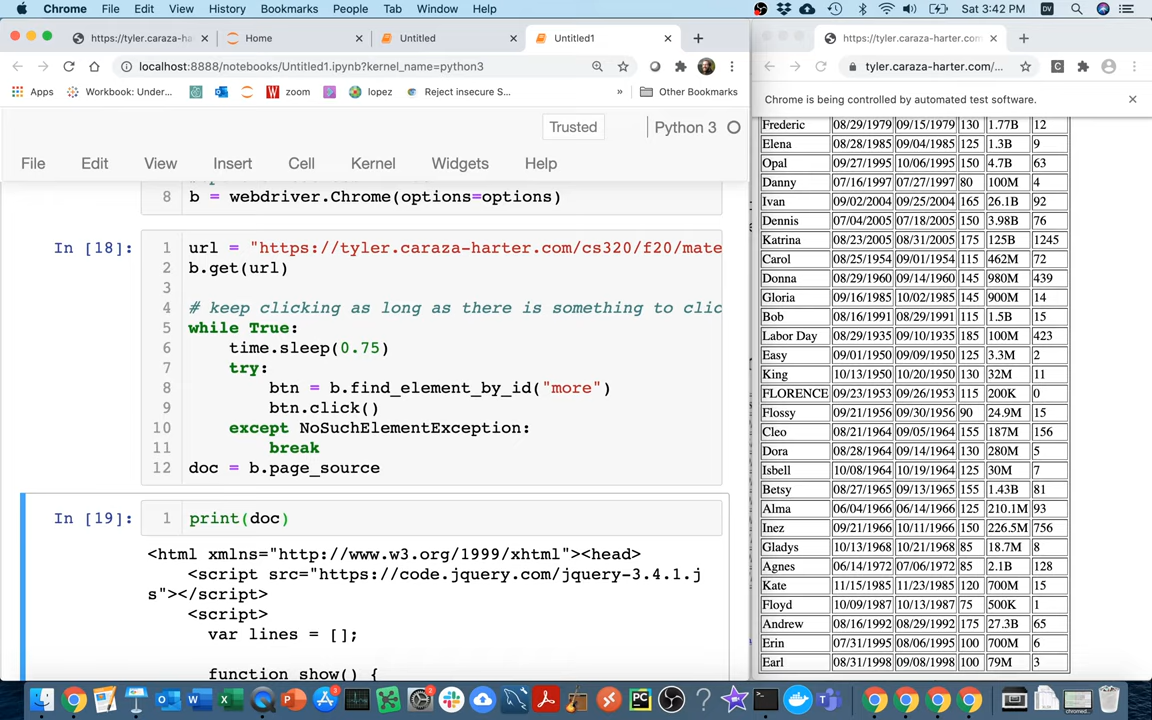 Chrome File Edit View History Bookmarks People Tab Window Help
Sat 3:42 PM
https://tyler.caraza-ha
Home
Untitled
Untitled1
localhost:8888/notebooks/Untitled1.ipynb?kernel_name=python3
Apps
Workbook: Under...
zoom
lopez
Reject insecure S...
»
Other Bookmarks
Trusted
Python 3
File Edit View Insert Cell Kernel Widgets Help
8 b = webdriver.Chrome(options=options)
In [18]:
1 url = "https://tyler.caraza-harter.com/cs320/f20/mate
2 b.get(url)
3
4 # keep clicking as long as there is something to clic
5 while True:
6 time.sleep(0.75)
7 try:
8 btn = b.find_element_by_id("more")
9 btn.click()
10 except NoSuchElementException:
11 break
12 doc = b.page_source
In [19]:
1 print(doc)
<html xmlns="http://www.w3.org/1999/xhtml"><head>
<script src="https://code.jquery.com/jquery-3.4.1.j
s"></script>
<script>
var lines = [];
function show() {
https://tyler.caraza-harter.com
tyler.caraza-harter.com/...
Chrome is being controlled by automated test software.
Frederic 08/29/1979 09/15/1979 130 1.77B 12
Elena 08/28/1985 09/04/1985 125 1.3B 9
Opal 09/27/1995 10/06/1995 150 4.7B 63
Danny 07/16/1997 07/27/1997 80 100M 4
Ivan 09/02/2004 09/25/2004 165 26.1B 92
Dennis 07/04/2005 07/18/2005 150 3.98B 76
Katrina 08/23/2005 08/31/2005 175 125B 1245
Carol 08/25/1954 09/01/1954 115 462M 72
Donna 08/29/1960 09/14/1960 145 980M 439
Gloria 09/16/1985 10/02/1985 145 900M 14
Bob 08/16/1991 08/29/1991 115 1.5B 15
Labor Day 08/29/1935 09/10/1935 185 100M 423
Easy 09/01/1950 09/09/1950 125 3.3M 2
King 10/13/1950 10/20/1950 130 32M 11
FLORENCE 09/23/1953 09/26/1953 115 200K 0
Flossy 09/21/1956 09/30/1956 90 24.9M 15
Cleo 08/21/1964 09/05/1964 155 187M 156
Dora 08/28/1964 09/14/1964 130 280M 5
Isbell 10/08/1964 10/19/1964 125 30M 7
Betsy 08/27/1965 09/13/1965 155 1.43B 81
Alma 06/04/1966 06/14/1966 125 210.1M 93
Inez 09/21/1966 10/11/1966 150 226.5M 756
Gladys 10/13/1968 10/21/1968 85 18.7M 8
Agnes 06/14/1972 07/06/1972 85 2.1B 128
Kate 11/15/1985 11/23/1985 120 700M 15
Floyd 10/09/1987 10/13/1987 75 500K 1
Andrew 08/16/1992 08/29/1992 175 27.3B 65
Erin 07/31/1995 08/06/1995 100 700M 6
Earl 08/31/1998 09/08/1998 100 79M 3